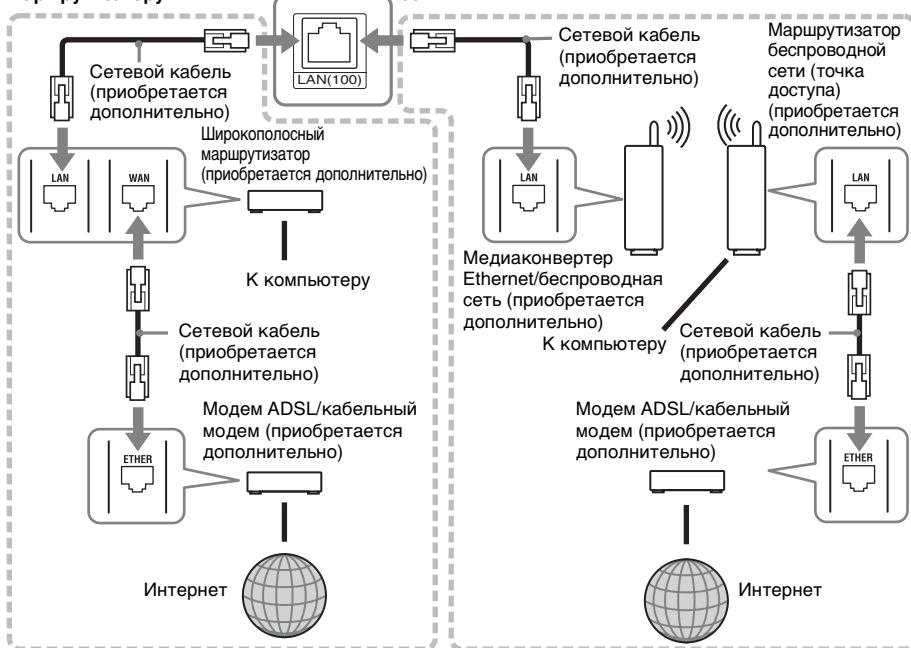 LAN(100)
Сетевой кабель
(приобретается
дополнительно)
Широкополосный
маршрутизатор
(приобретается дополнительно)
LAN
WAN
К компьютеру
Сетевой кабель
(приобретается
дополнительно)
Модем ADSL/кабельный
модем (приобретается
дополнительно)
ETHER
Интернет
Сетевой кабель
(приобретается
дополнительно)
Маршрутизатор
беспроводной
сети (точка
доступа)
(приобретается
дополнительно)
LAN
LAN
Медиаконвертер
Ethernet/беспроводная
сеть (приобретается
дополнительно)
К компьютеру
Сетевой кабель
(приобретается
дополнительно)
Модем ADSL/кабельный
модем (приобретается
дополнительно)
ETHER
Интернет